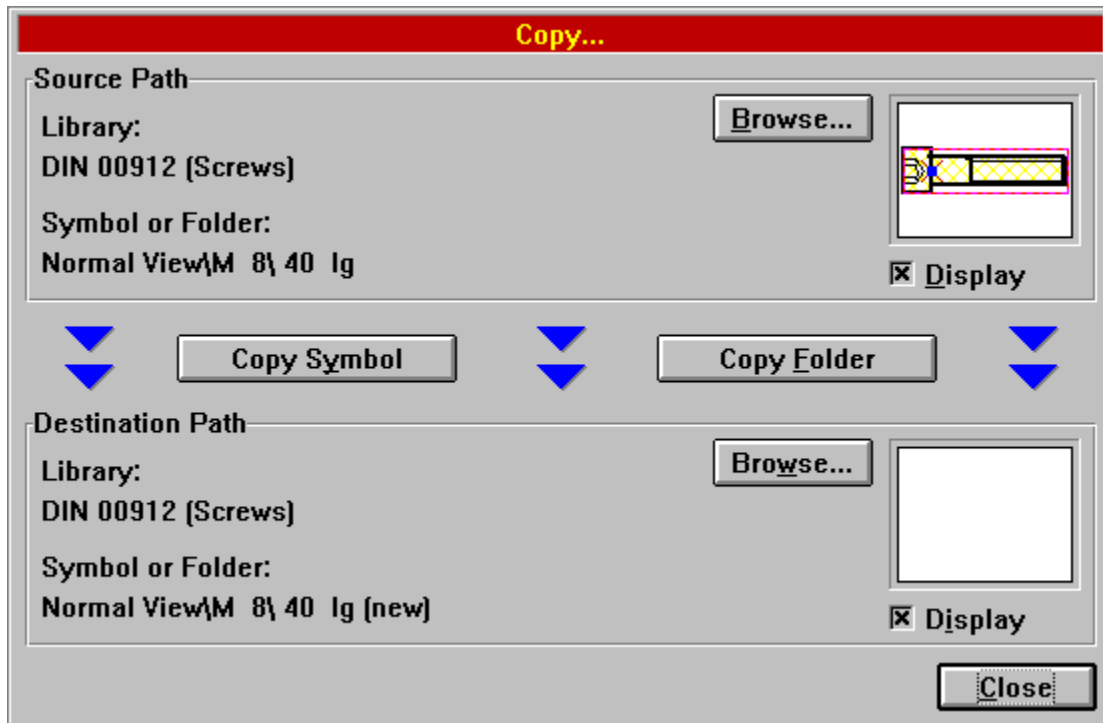 Copy...
Source Path
Library:
Browse...
DIN 00912 (Screws)
Symbol or Folder:
Normal View\M  8\ 40  lg
Display
Copy Symbol
Copy Folder
Destination Path
Library:
Browse...
DIN 00912 (Screws)
Symbol or Folder:
Normal View\M  8\ 40  lg (new)
Display
Close